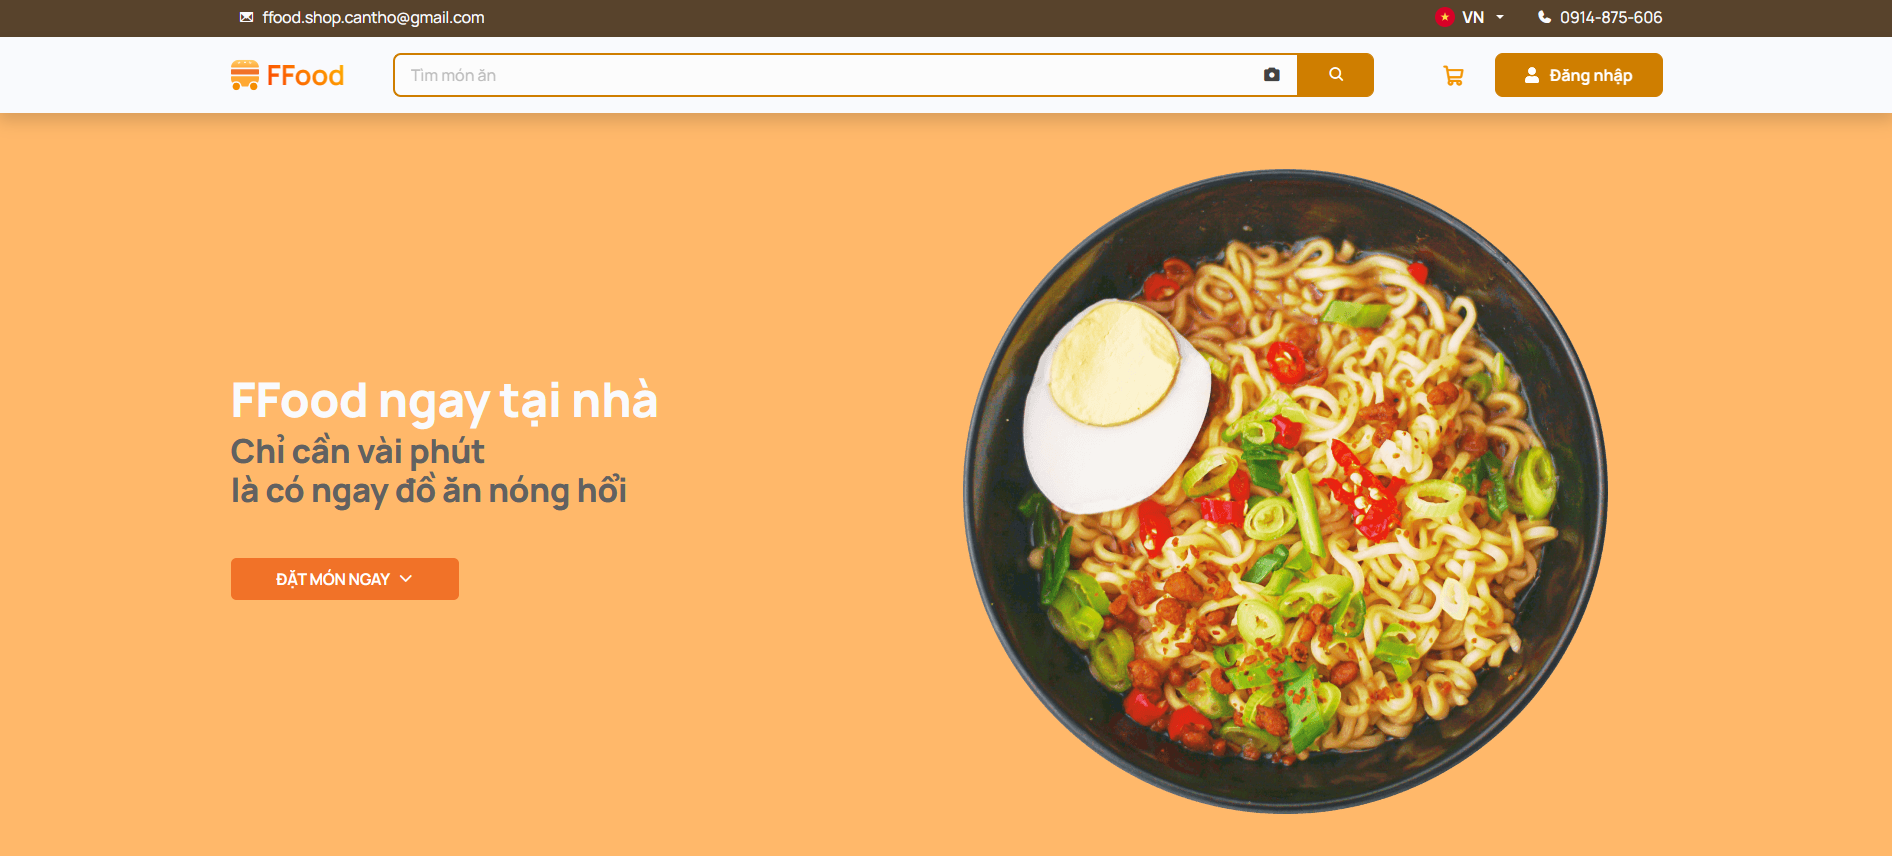 ffood.shop.cantho@gmail.com
VN
0914-875-606
FFood
Tìm món ăn
Đăng nhập
FFood ngay tại nhà
Chỉ cần vài phút
là có ngay đồ ăn nóng hổi
ĐẶT MÓN NGAY